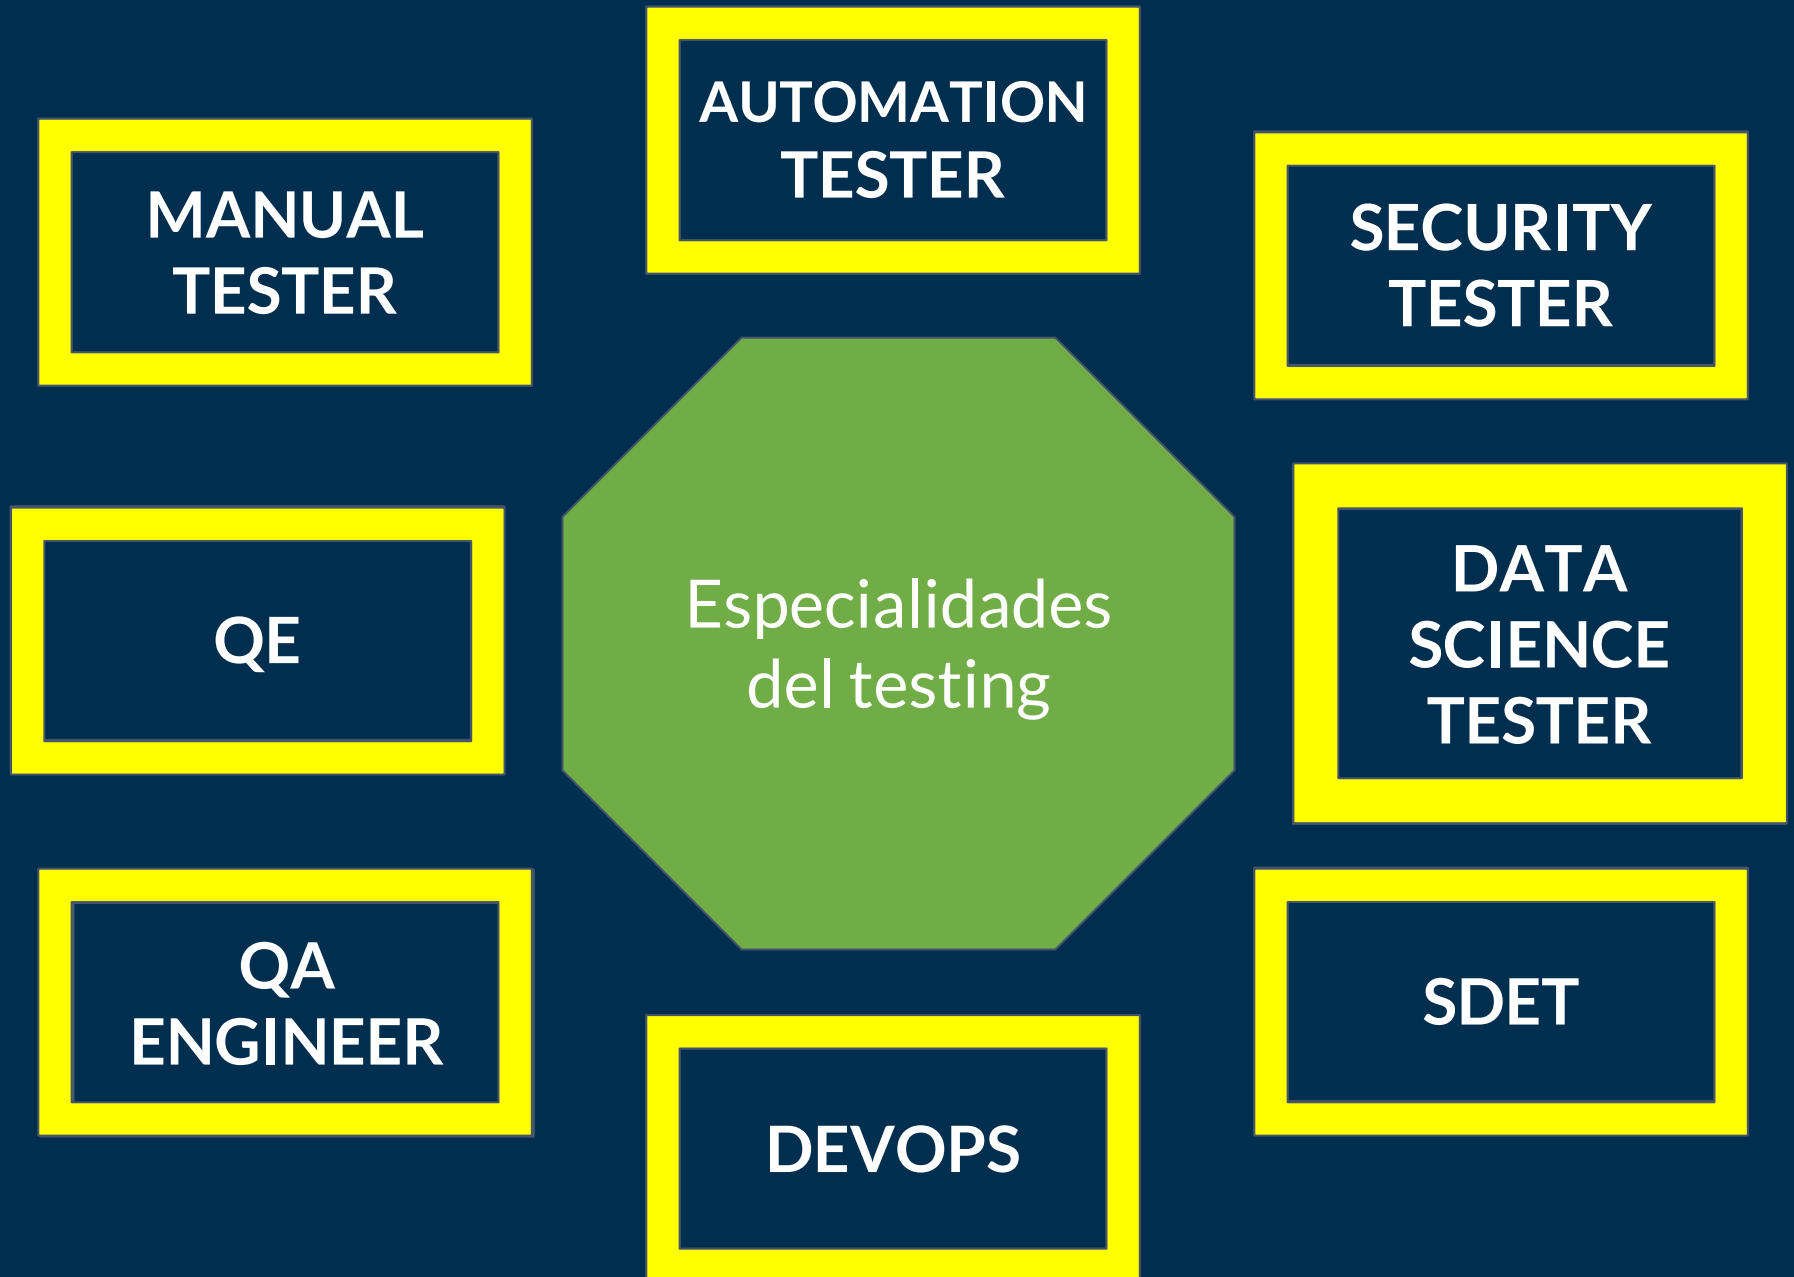 AUTOMATION
TESTER
MANUAL
TESTER
SECURITY
TESTER
QE
Especialidades
del testing
DATA
SCIENCE
TESTER
QA
ENGINEER
SDET
DEVOPS